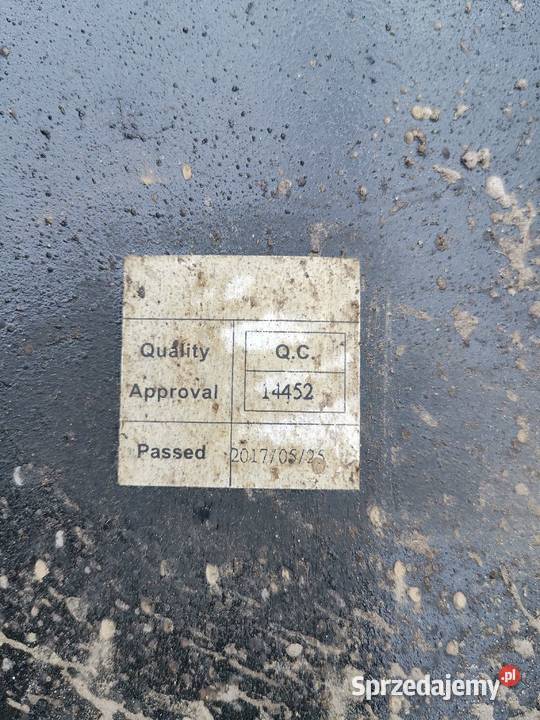 Quality
Q.C.
Approval
14452
Passed
2017/05/25
Sprzedajemy.pl